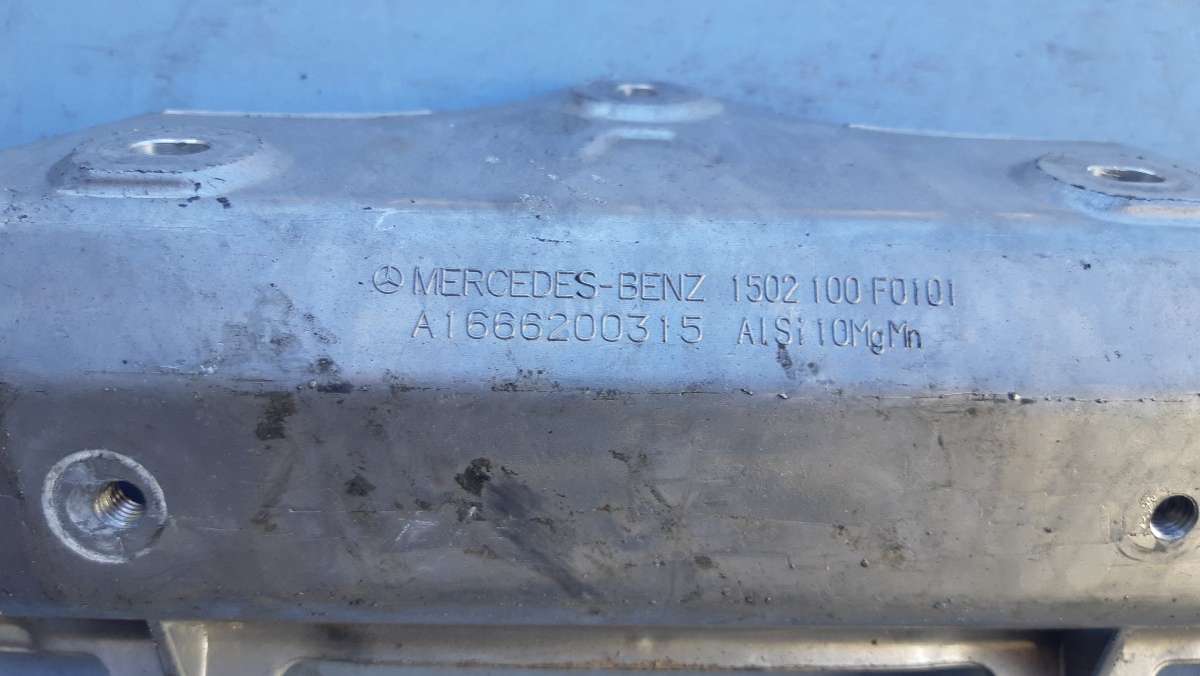 MERCEDES-BENZ 1502 100 F0101
A1666200315 AlSi10MgMn